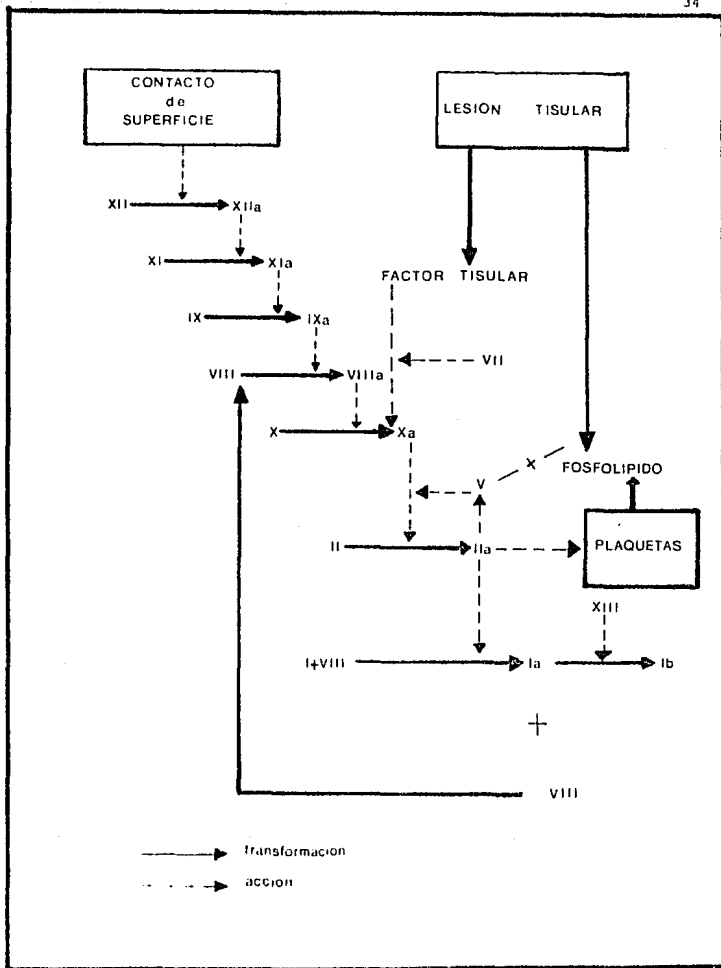 34
CONTACTO
de
SUPERFICIE
LESION TISULAR
XII XIIa
XI XIa
FACTOR TISULAR
IX IXa
VII
VIII VIIIa
X Xa
X
FOSFOLIPIDO
V
II IIa
PLAQUETAS
XIII
I+VIII Ia Ib
+
VIII
transformacion
accion